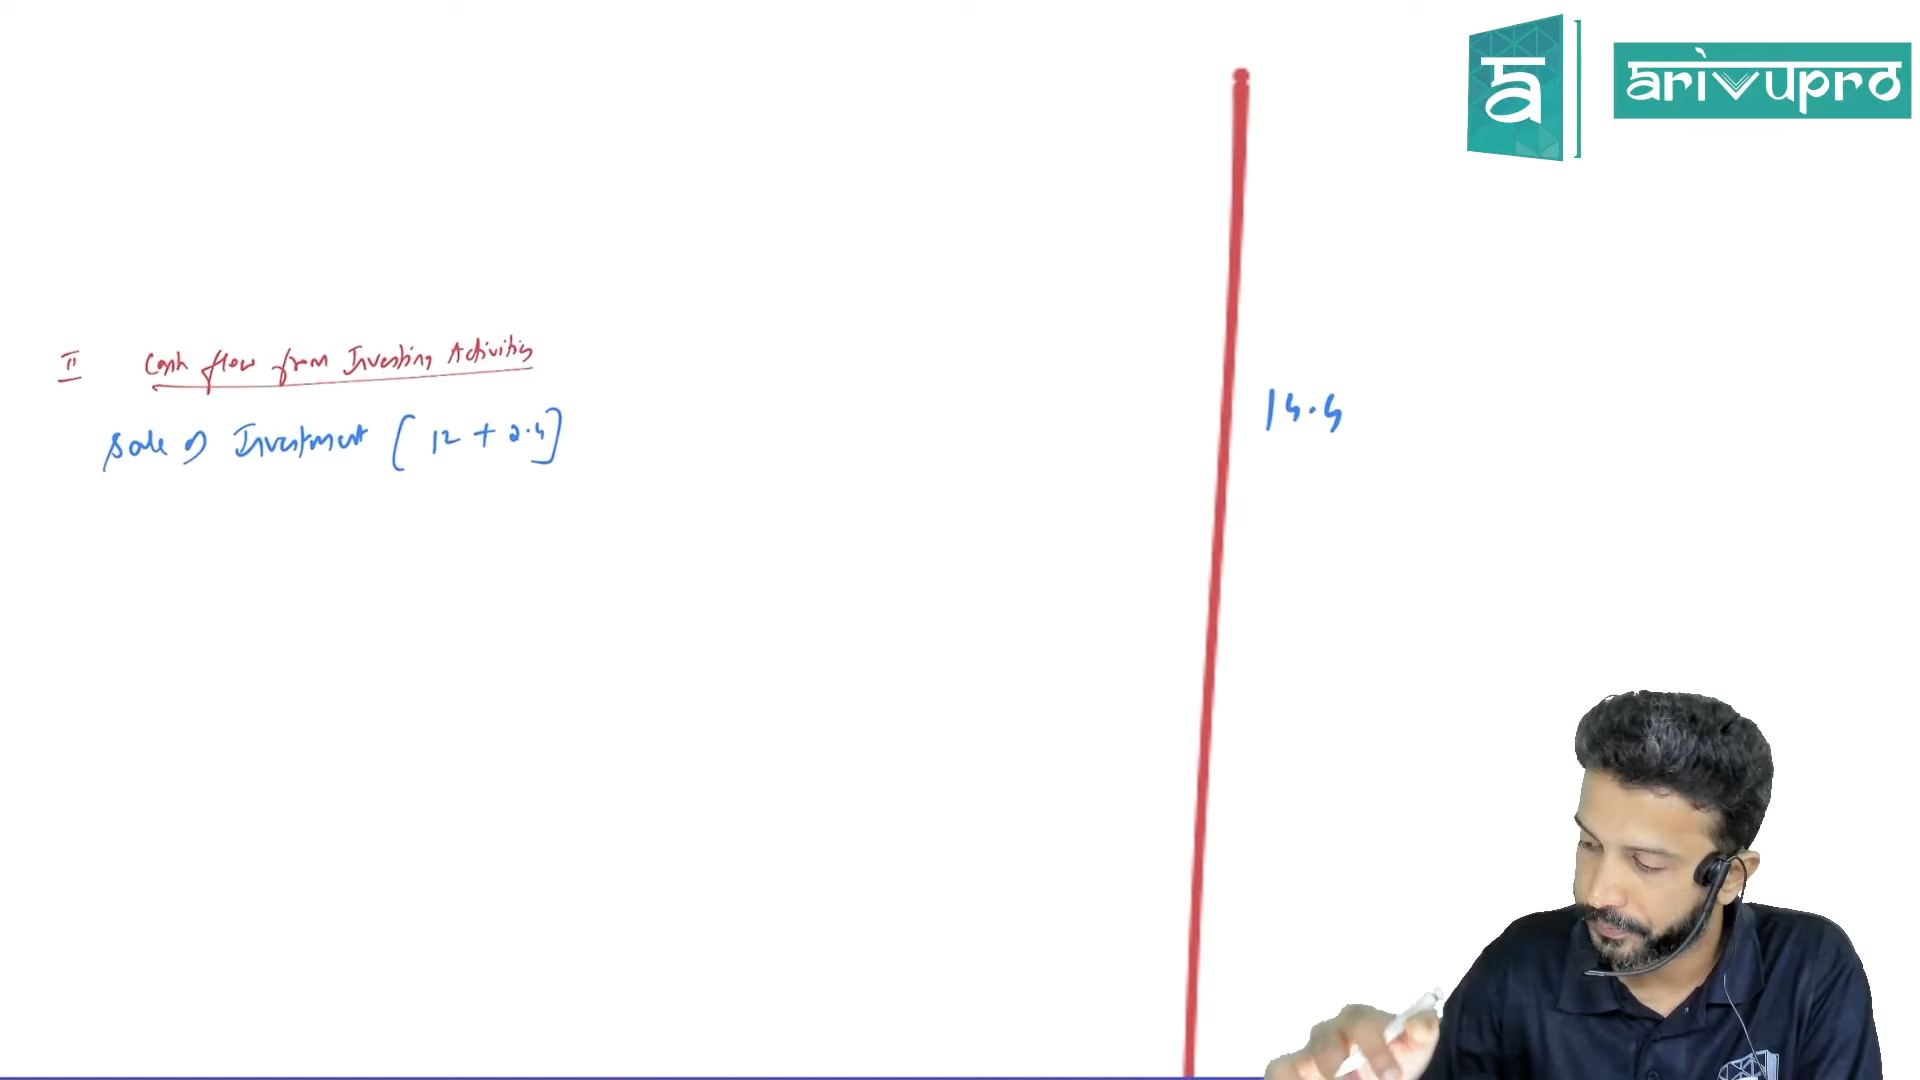 a
arivupro
II Cash flow from Investing Activities
Sale of Investment [12 + 2.4]
14.4